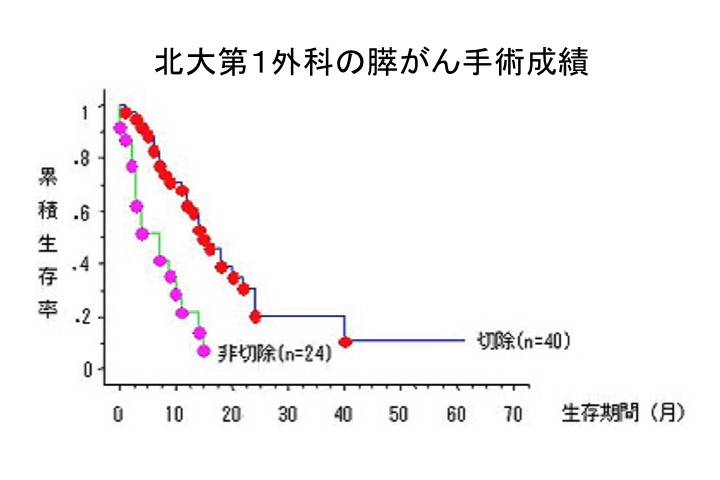 北大第1外科の膵がん手術成績
累積生存率
1
.8
.6
.4
.2
0
切除(n=40)
非切除(n=24)
0 10 20 30 40 50 60 70
生存期間(月)